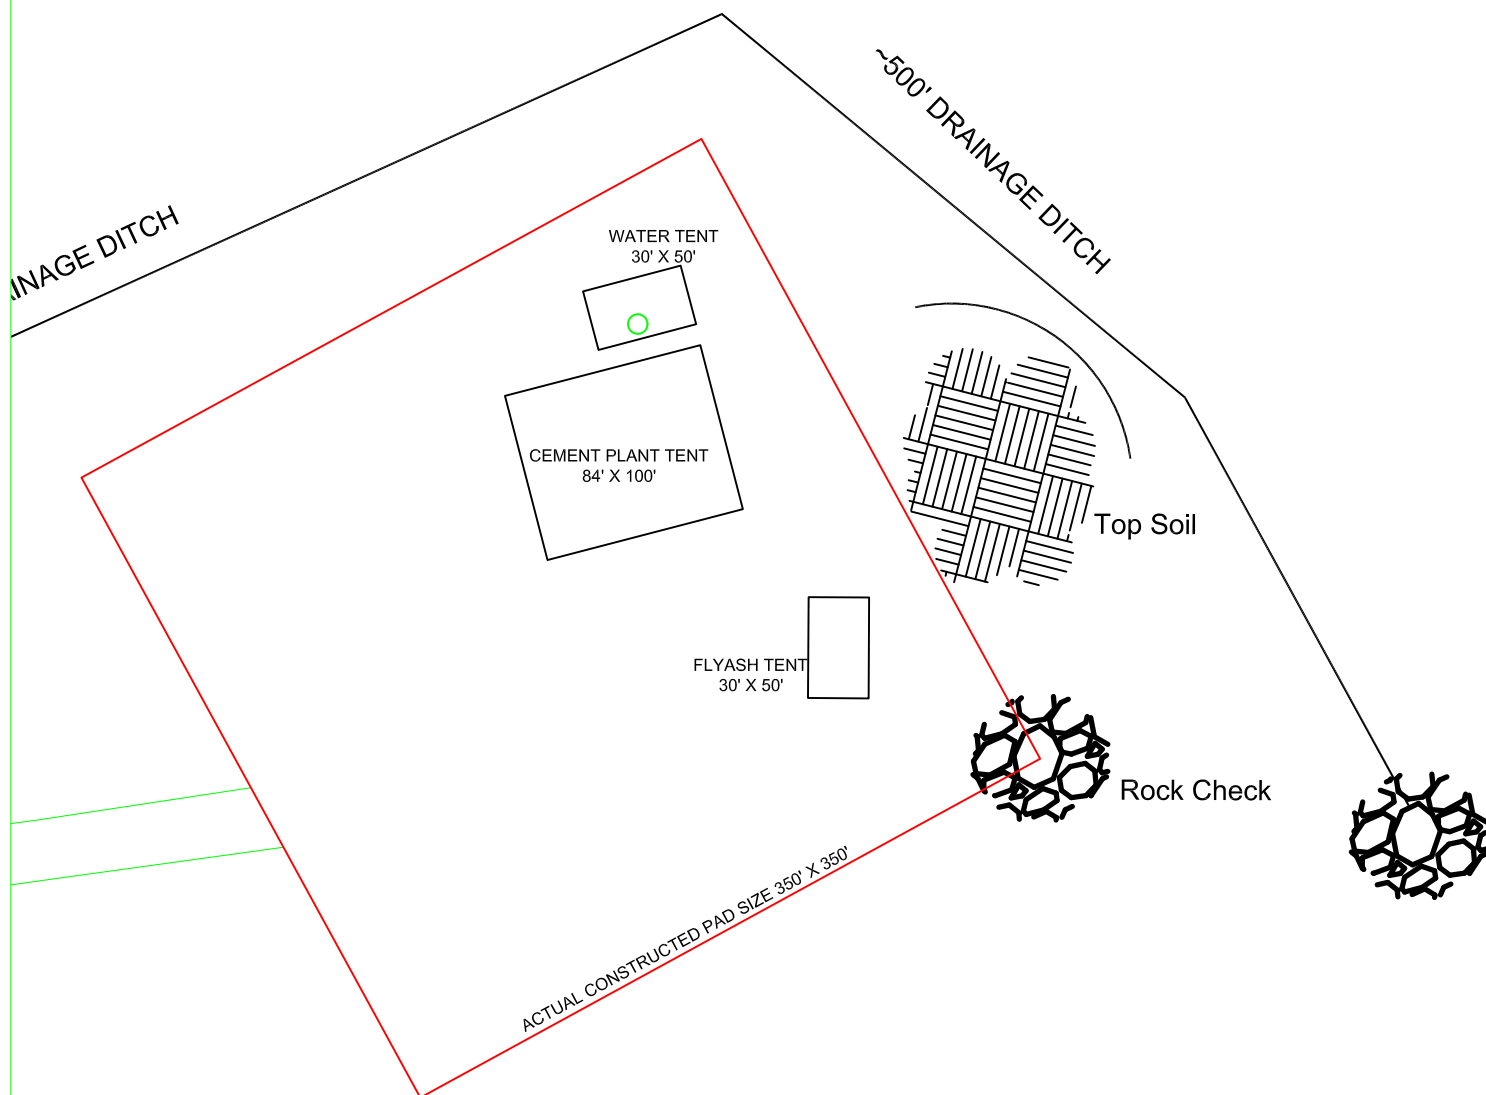 ~500' DRAINAGE DITCH
DITCH
WATER TENT
30' X 50'
CEMENT PLANT TENT
84' X 100'
Top Soil
FLYASH TENT
30' X 50'
Rock Check
ACTUAL CONSTRUCTED PAD SIZE 350' X 350'